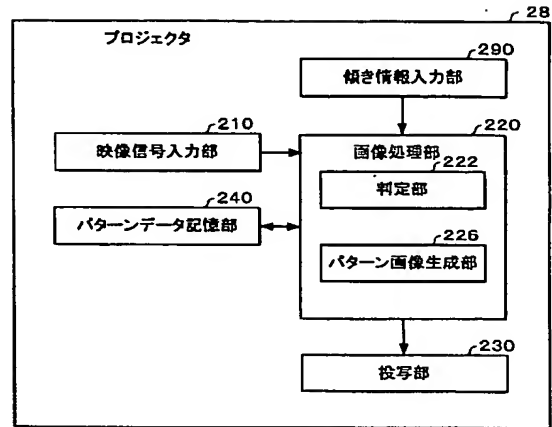 28
プロジェクタ
290
傾き情報入力部
210
映像信号入力部
220
画像処理部
222
判定部
240
パターンデータ記憶部
226
パターン画像生成部
230
投写部